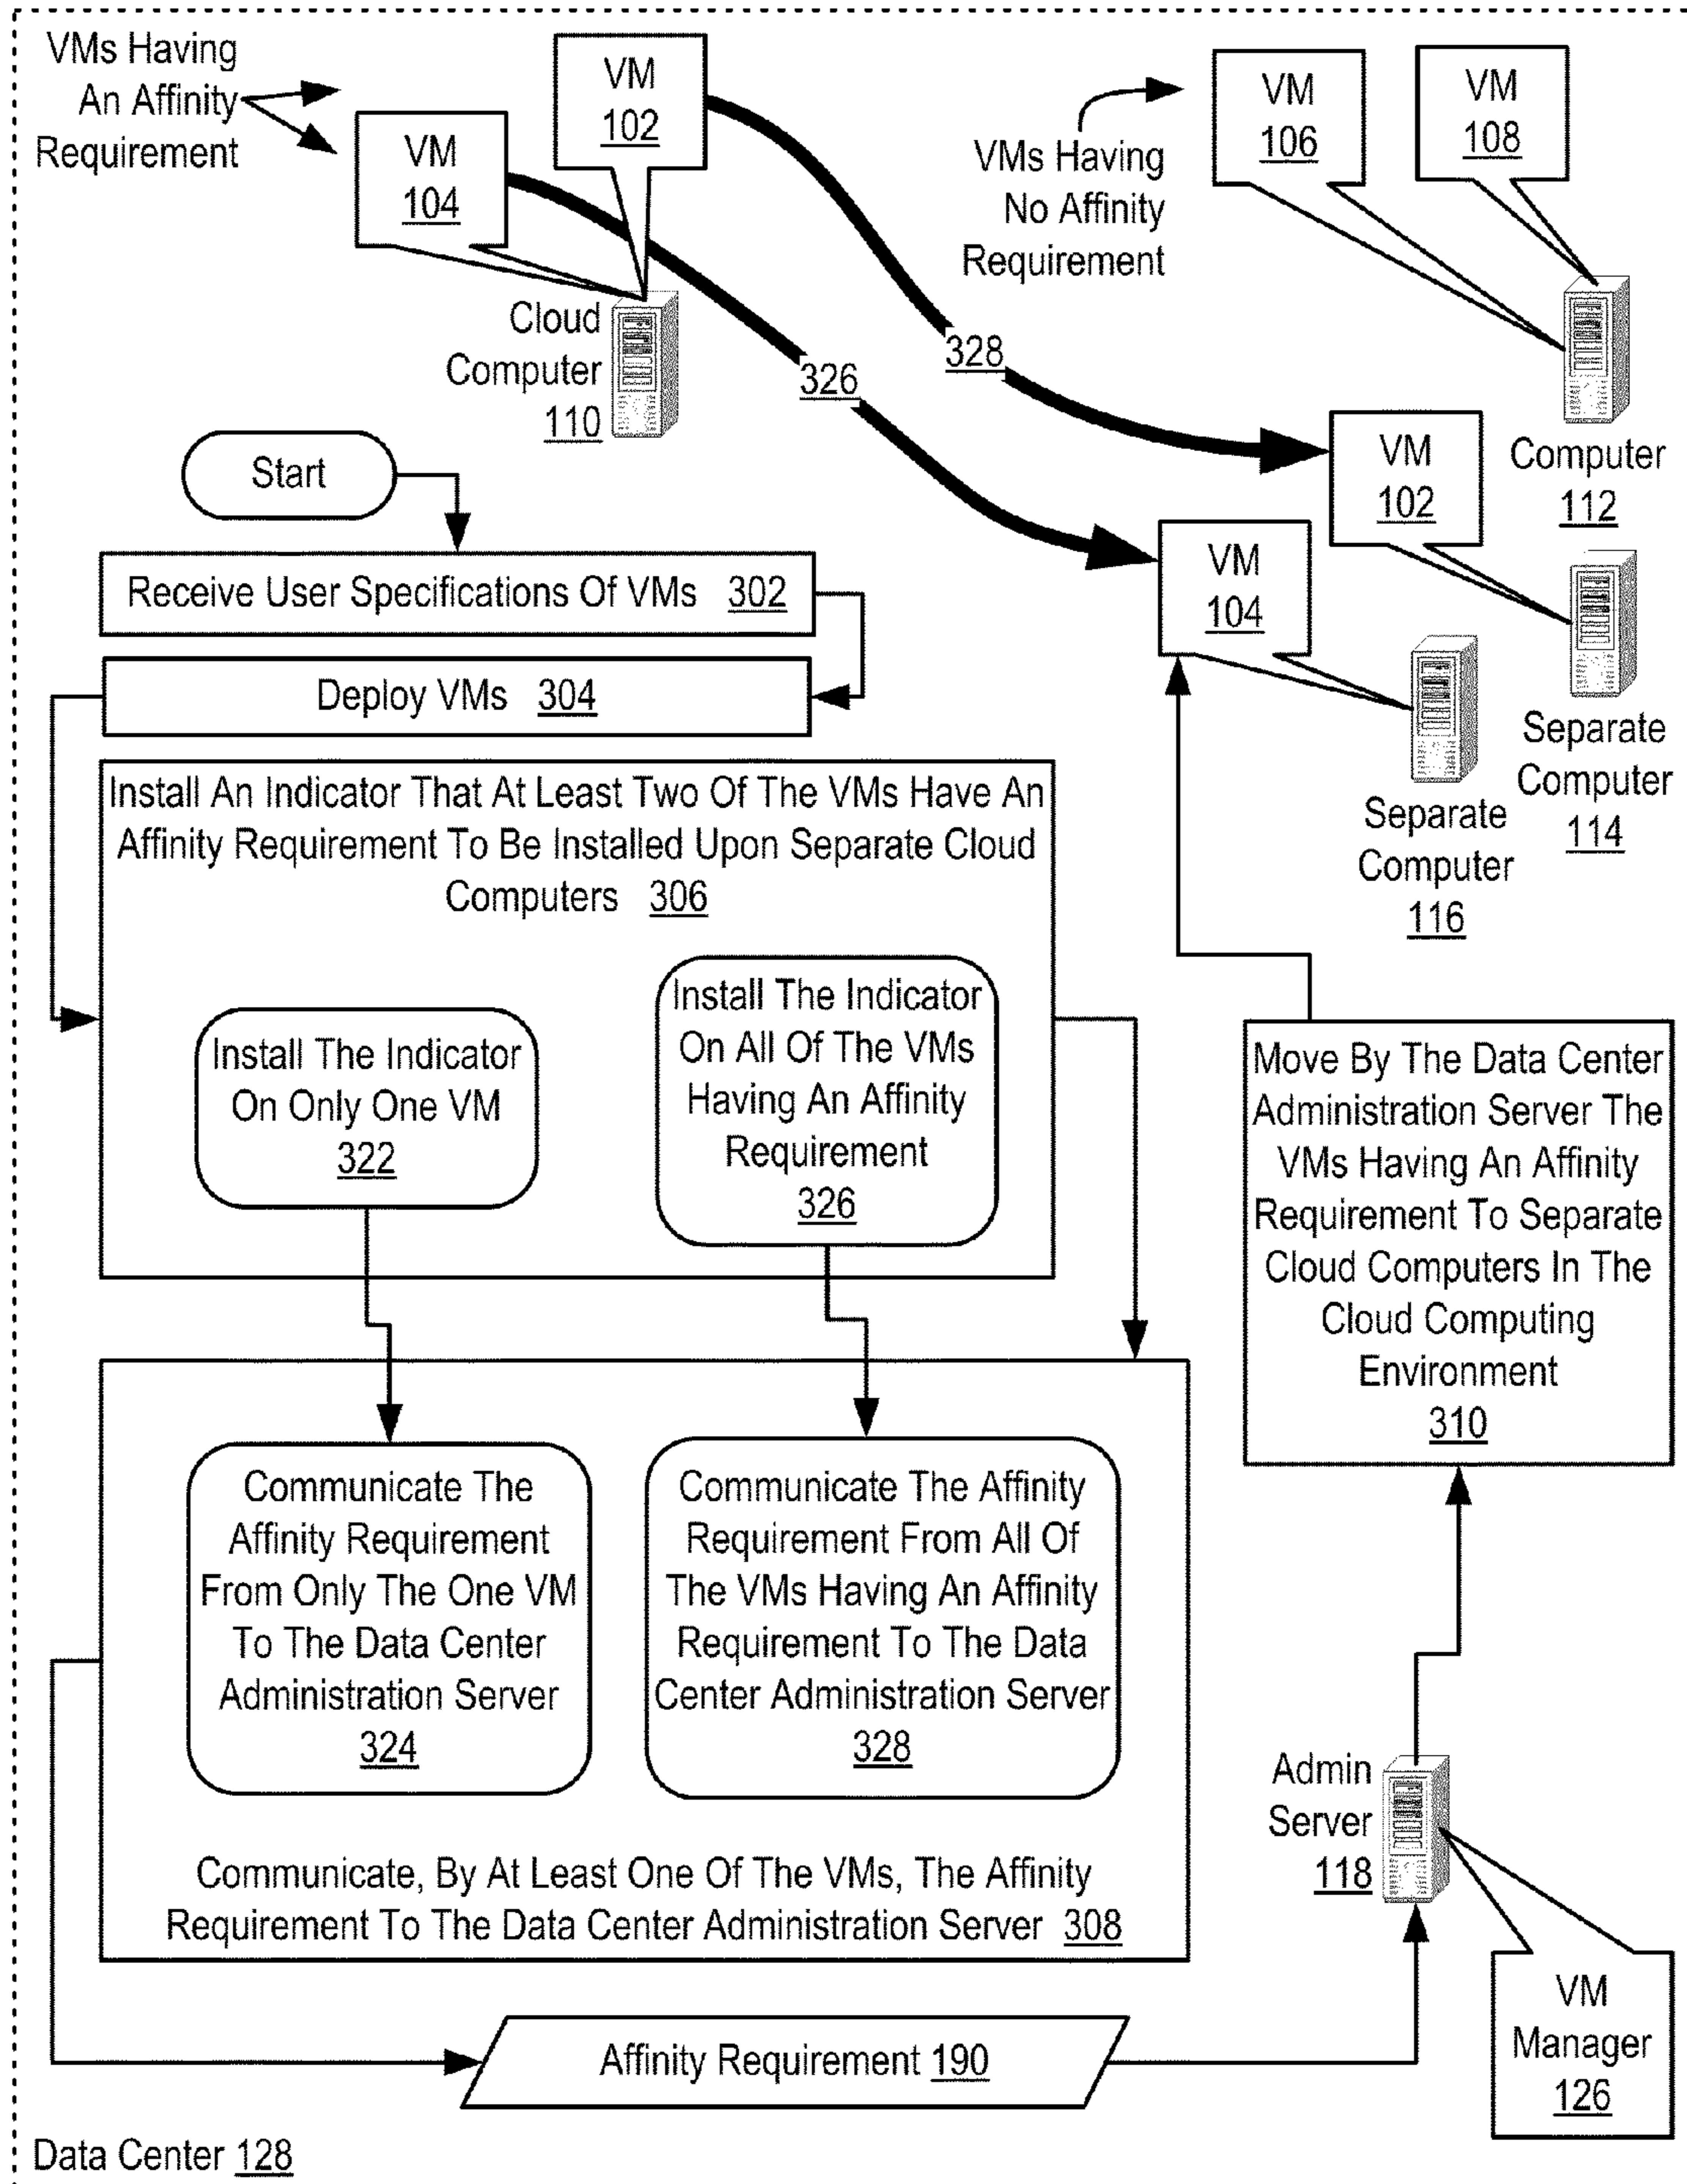 VMs Having
An Affinity
Requirement
VM
102
VM
104
VMs Having
No Affinity
Requirement
VM
106
VM
108
Cloud
Computer
110
326
328
Computer
112
VM
102
VM
104
Separate
Computer
114
Separate
Computer
116
Start
Receive User Specifications Of VMs 302
Deploy VMs 304
Install An Indicator That At Least Two Of The VMs Have An
Affinity Requirement To Be Installed Upon Separate Cloud
Computers 306
Install The Indicator
On Only One VM
322
Install The Indicator
On All Of The VMs
Having An Affinity
Requirement
326
Move By The Data Center
Administration Server The
VMs Having An Affinity
Requirement To Separate
Cloud Computers In The
Cloud Computing
Environment
310
Communicate The
Affinity Requirement
From Only The One VM
To The Data Center
Administration Server
324
Communicate The Affinity
Requirement From All Of
The VMs Having An Affinity
Requirement To The Data
Center Administration Server
328
Communicate, By At Least One Of The VMs, The Affinity
Requirement To The Data Center Administration Server 308
Admin
Server
118
VM
Manager
126
Affinity Requirement 190
Data Center 128